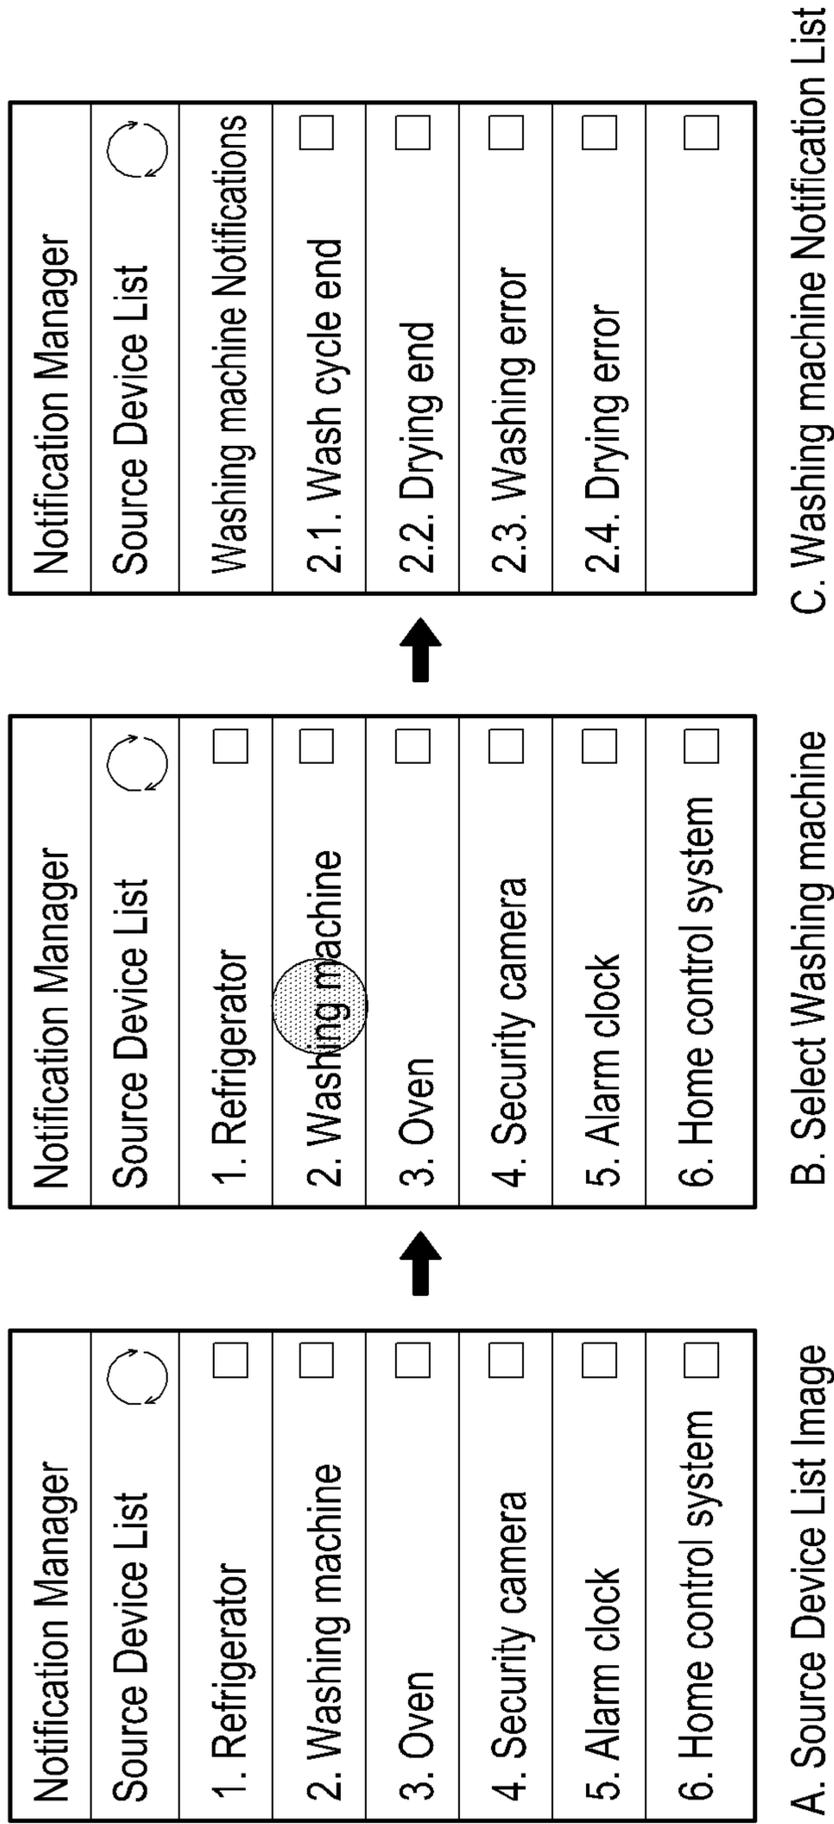 Notification Manager
Source Device List
1. Refrigerator
2. Washing machine
3. Oven
4. Security camera
5. Alarm clock
6. Home control system
A. Source Device List Image
Notification Manager
Source Device List
1. Refrigerator
2. Washing machine
3. Oven
4. Security camera
5. Alarm clock
6. Home control system
B. Select Washing machine
Notification Manager
Source Device List
Washing machine Notifications
2.1. Wash cycle end
2.2. Drying end
2.3. Washing error
2.4. Drying error
C. Washing machine Notification List